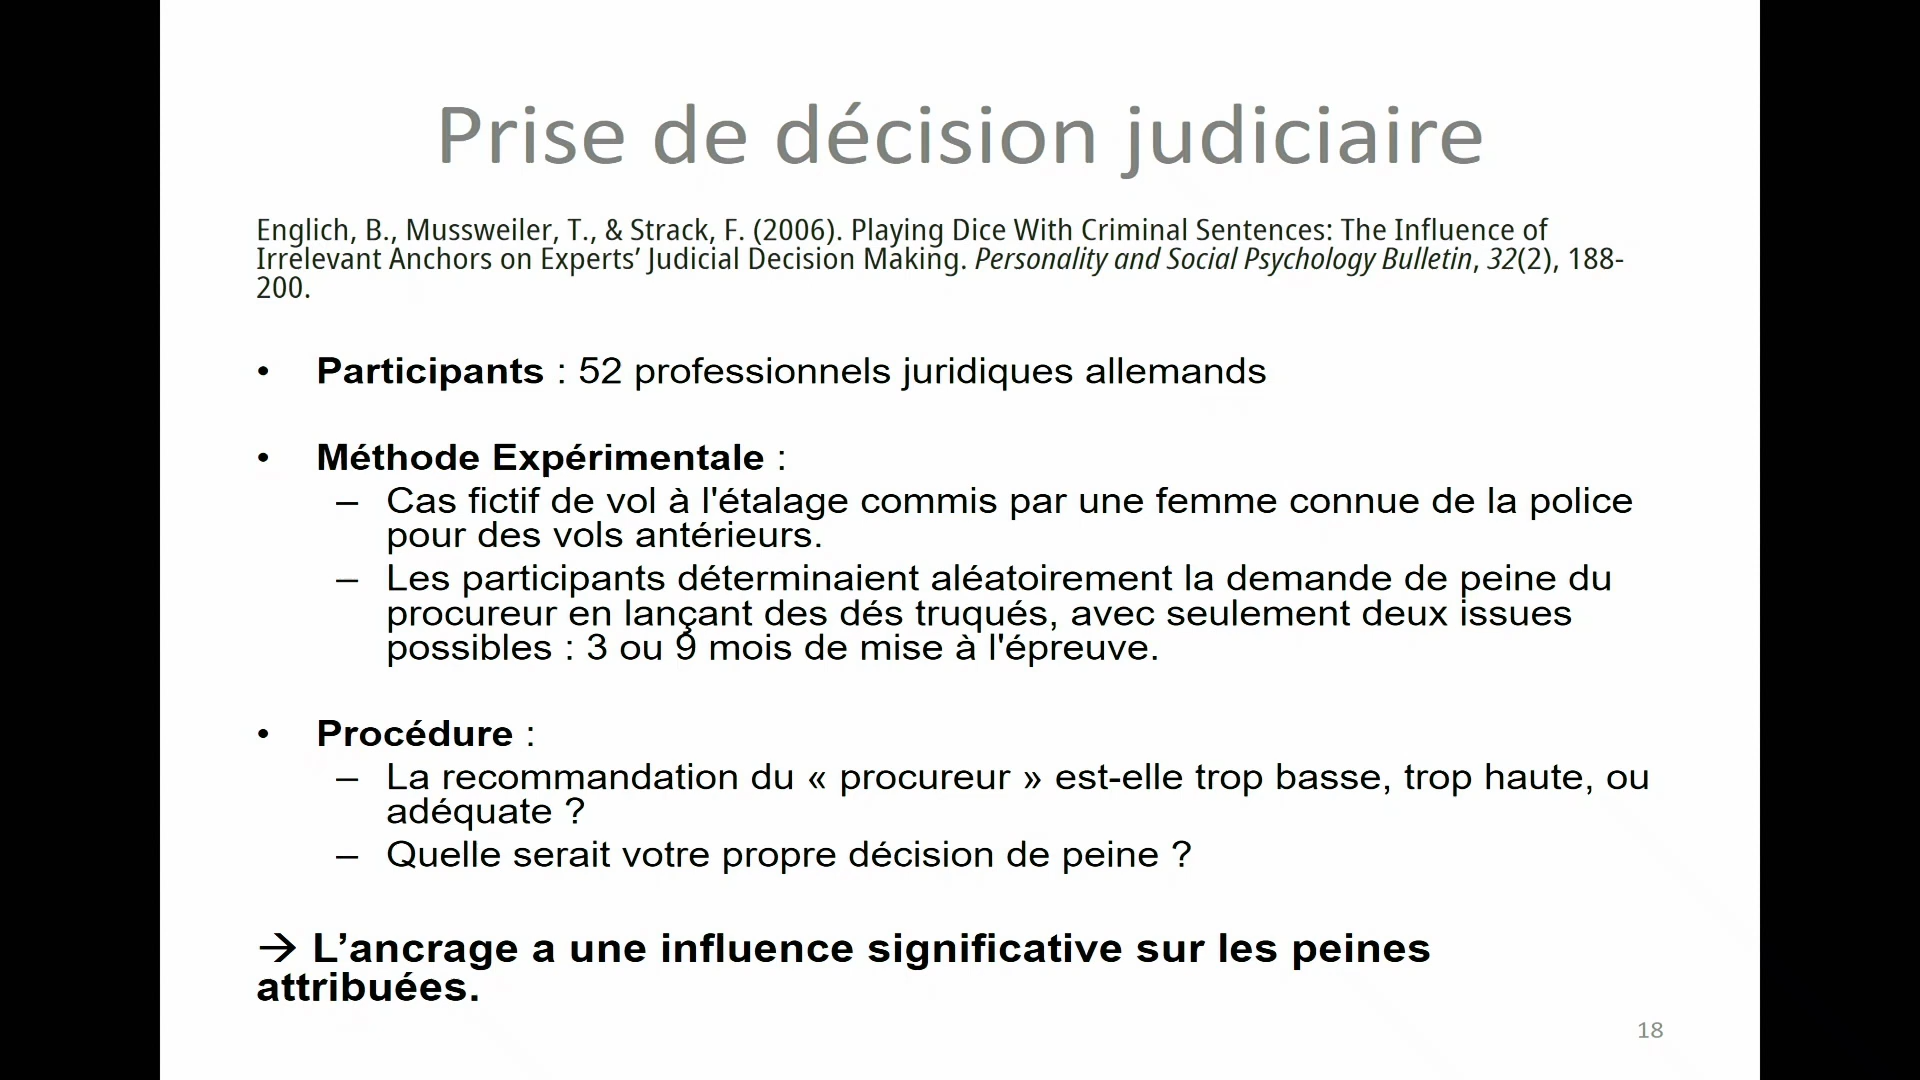 Prise de décision judiciaire
Englich, B., Mussweiler, T., & Strack, F. (2006). Playing Dice With Criminal Sentences: The Influence of
Irrelevant Anchors on Experts’ Judicial Decision Making. Personality and Social Psychology Bulletin, 32(2), 188-
200.
• Participants : 52 professionnels juridiques allemands
• Méthode Expérimentale :
– Cas fictif de vol à l'étalage commis par une femme connue de la police
pour des vols antérieurs.
– Les participants déterminaient aléatoirement la demande de peine du
procureur en lançant des dés truqués, avec seulement deux issues
possibles : 3 ou 9 mois de mise à l'épreuve.
• Procédure :
– La recommandation du « procureur » est-elle trop basse, trop haute, ou
adéquate ?
– Quelle serait votre propre décision de peine ?
→ L’ancrage a une influence significative sur les peines
attribuées.
18